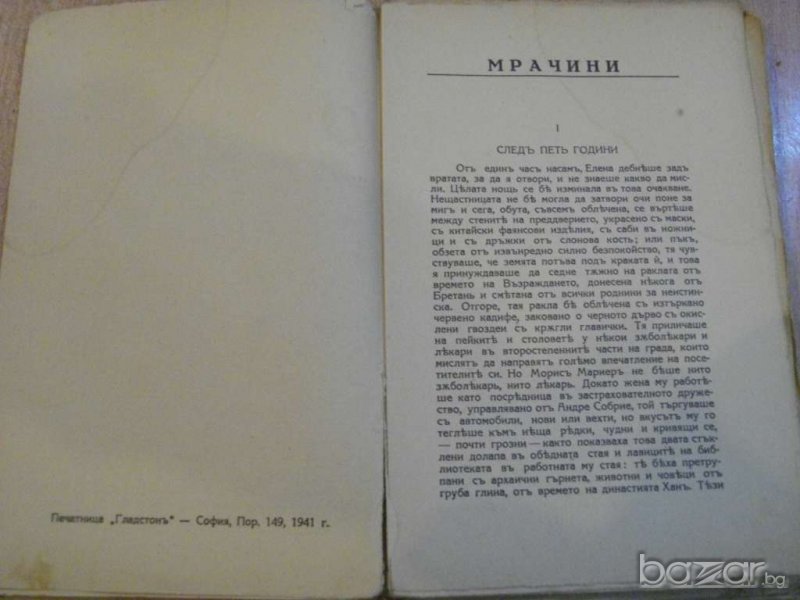 Печатница „Гладстонъ" — София, Пор. 149, 1941 г.
МРАЧИНИ
I
СЛЕДЪ ПЕТЬ ГОДИНИ
Отъ единъ часъ насамъ, Елена дебнѣше задъ
вратата, за да я отвори, и не знаеше какво да мис-
ли. Цѣлата нощь се бѣ изминала въ това очакване.
Нещастницата не бѣ могла да затвори очи поне за
мигъ и сега, обута, съвсемъ облѣчена, се въртѣше
между стените на преддверието, украсено съ маски,
съ китайски фаянсови изделия, съ саби въ ножни-
ци и съ дръжки отъ слонова кость; или пъкъ,
обзета отъ извънредно силно безпокойство, тя чув-
ствуваше, че земята потъва подъ краката ѝ, и това
я принуждаваше да седне тѫжно на раклата отъ
времето на Възраждането, донесена нѣкога отъ
Бретань и смѣтана отъ всички роднини за неистин-
ска. Отгоре, тая ракла бѣ облѣчена съ изтъркано
червено кадифе, заковано о черното дърво съ окис-
лени гвоздеи съ крѫгли главички. Тя приличаше
на пейките и столовете у нѣкои зѫболѣкари и
лѣкари въ второстепеннитѣ части на града, които
мислятъ да направятъ голѣмо впечатление на посе-
тителитѣ си. Но Морисъ Мариеръ не бѣше нито
зѫболѣкарь, нито лѣкарь. Докато жена му работѣ-
ше като посрѣдница въ застрахователното друже-
ство, управлявано отъ Андре Собрие, той търгуваше
съ автомобили, нови или вехти, но вкусътъ му го
теглѣше къмъ нѣща рѣдки, чудни и кривящи се,
— почти грозни — както показваха това двата стък-
лени долапа въ обѣдната стая и лавицитѣ на биб-
лиотеката въ работната му стая: тѣ бѣха претру-
пани съ архаични гърнета, животни и човѣци отъ
груба глина, отъ времето на династията Ханъ. Тѣзи
bazar.bg